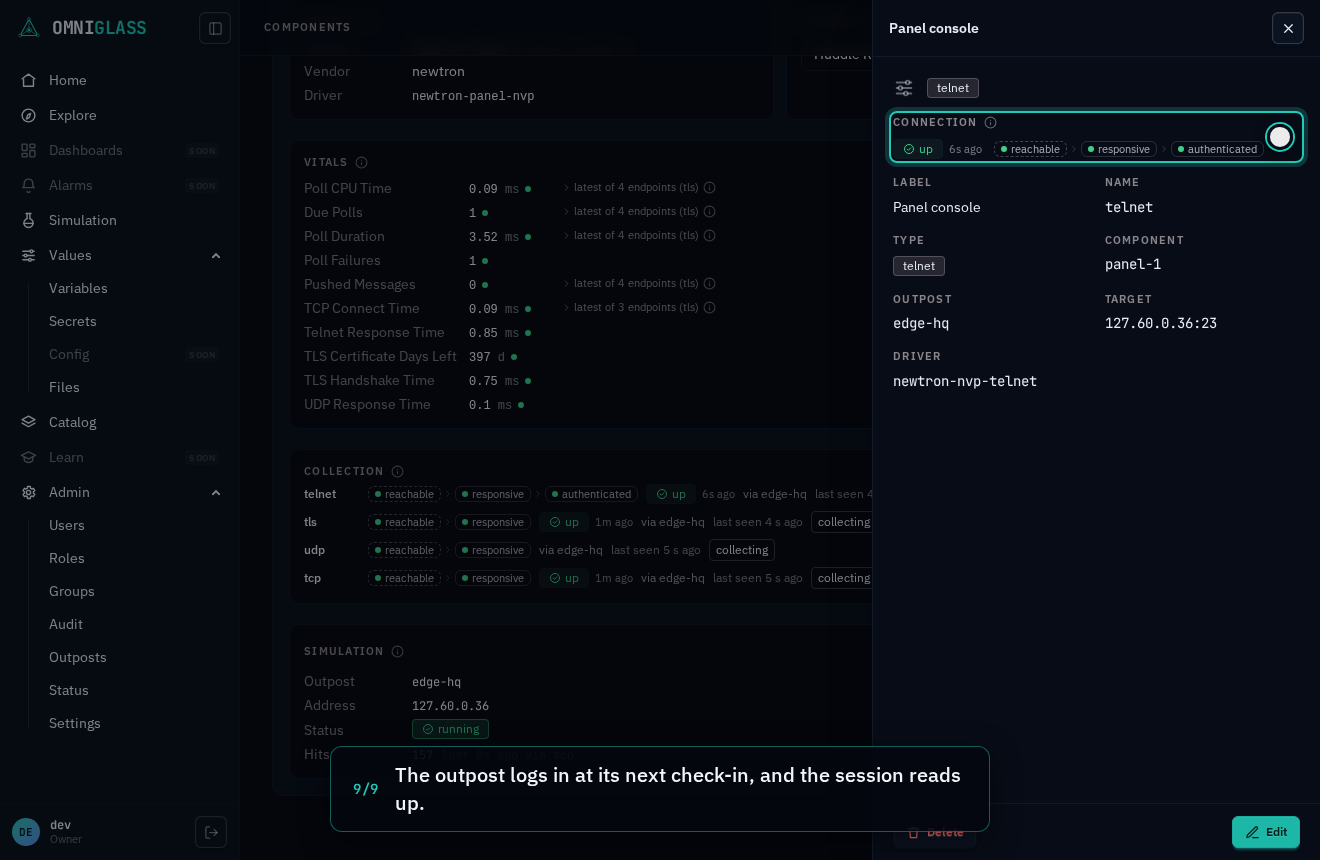 OMNIGLASS
COMPONENTS
Panel console
Home
Explore
Dashboards SOON
Alarms SOON
Simulation
Values
Variables
Secrets
Config SOON
Files
Catalog
Learn SOON
Admin
Users
Roles
Groups
Audit
Outposts
Status
Settings
DE dev
Owner
Vendor newtron
Driver newtron-panel-nvp
VITALS
Poll CPU Time 0.09 ms latest of 4 endpoints (tls)
Due Polls 1 latest of 4 endpoints (tls)
Poll Duration 3.52 ms latest of 4 endpoints (tls)
Poll Failures 1
Pushed Messages 0 latest of 4 endpoints (tls)
TCP Connect Time 0.09 ms latest of 3 endpoints (tls)
Telnet Response Time 0.85 ms
TLS Certificate Days Left 397 d
TLS Handshake Time 0.75 ms
UDP Response Time 0.1 ms
COLLECTION
telnet reachable responsive authenticated up 6s ago via edge-hq last seen 4
tls reachable responsive up 1m ago via edge-hq last seen 4 s ago collecting
udp reachable responsive via edge-hq last seen 5 s ago collecting
tcp reachable responsive up 1m ago via edge-hq last seen 5 s ago collecting
SIMULATION
Outpost edge-hq
Address 127.60.0.36
Status running
Hits 157
telnet
CONNECTION
up 6s ago reachable responsive authenticated
LABEL NAME
Panel console telnet
TYPE COMPONENT
telnet panel-1
OUTPOST TARGET
edge-hq 127.60.0.36:23
DRIVER
newtron-nvp-telnet
9/9 The outpost logs in at its next check-in, and the session reads
up.
Delete
Edit